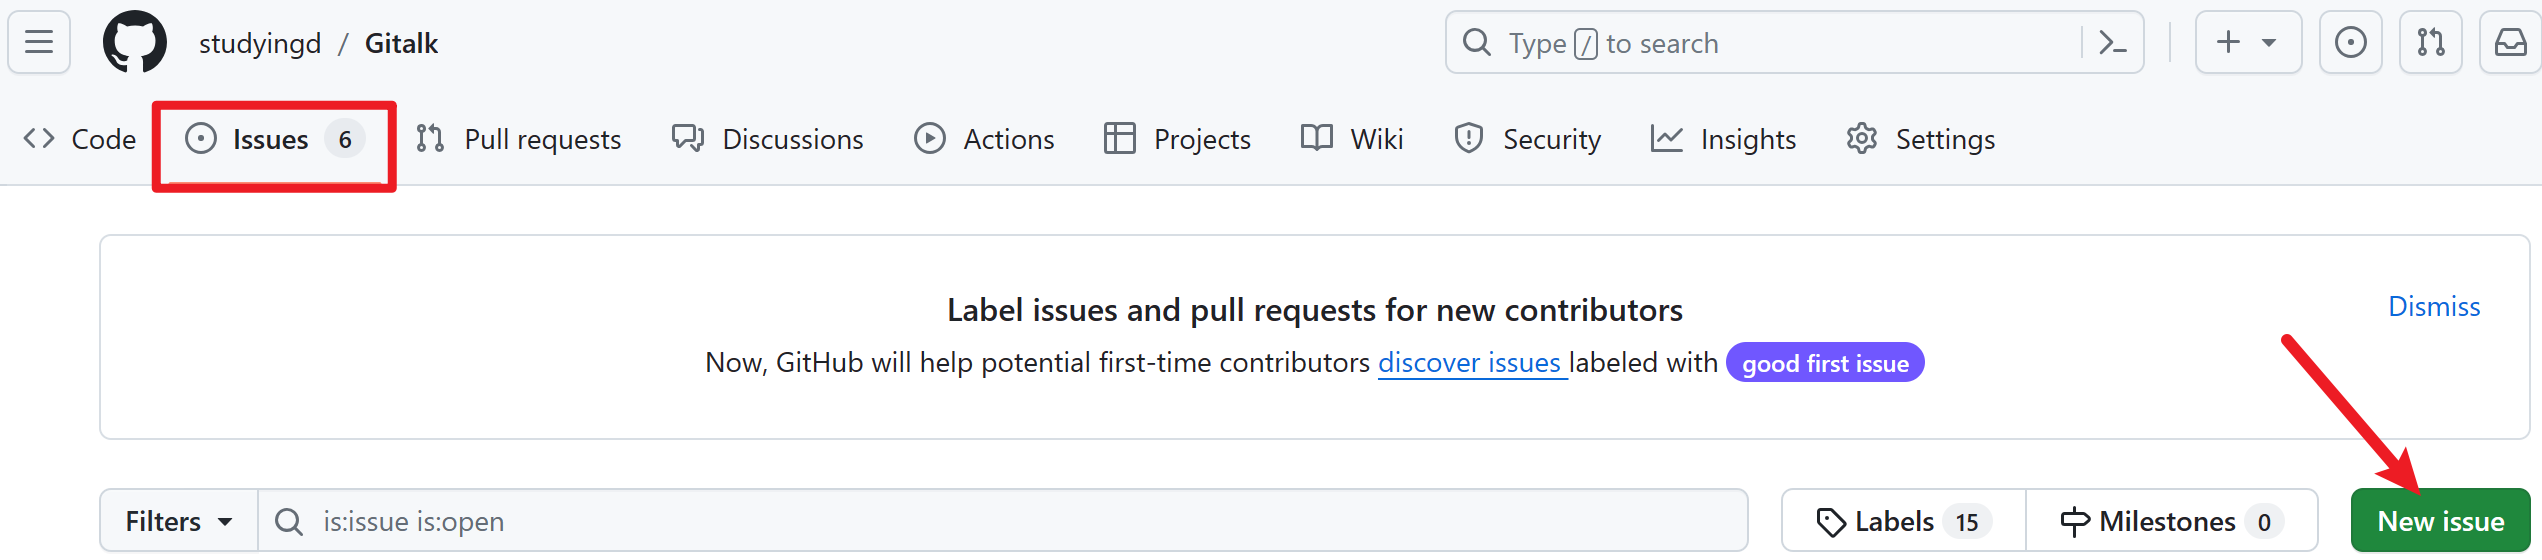 studyingd / Gitalk
Type / to search
Code Issues 6 Pull requests Discussions Actions Projects Wiki Security Insights Settings
Label issues and pull requests for new contributors
Dismiss
Now, GitHub will help potential first-time contributors discover issues labeled with good first issue
Filters is:issue is:open Labels 15 Milestones 0 New issue